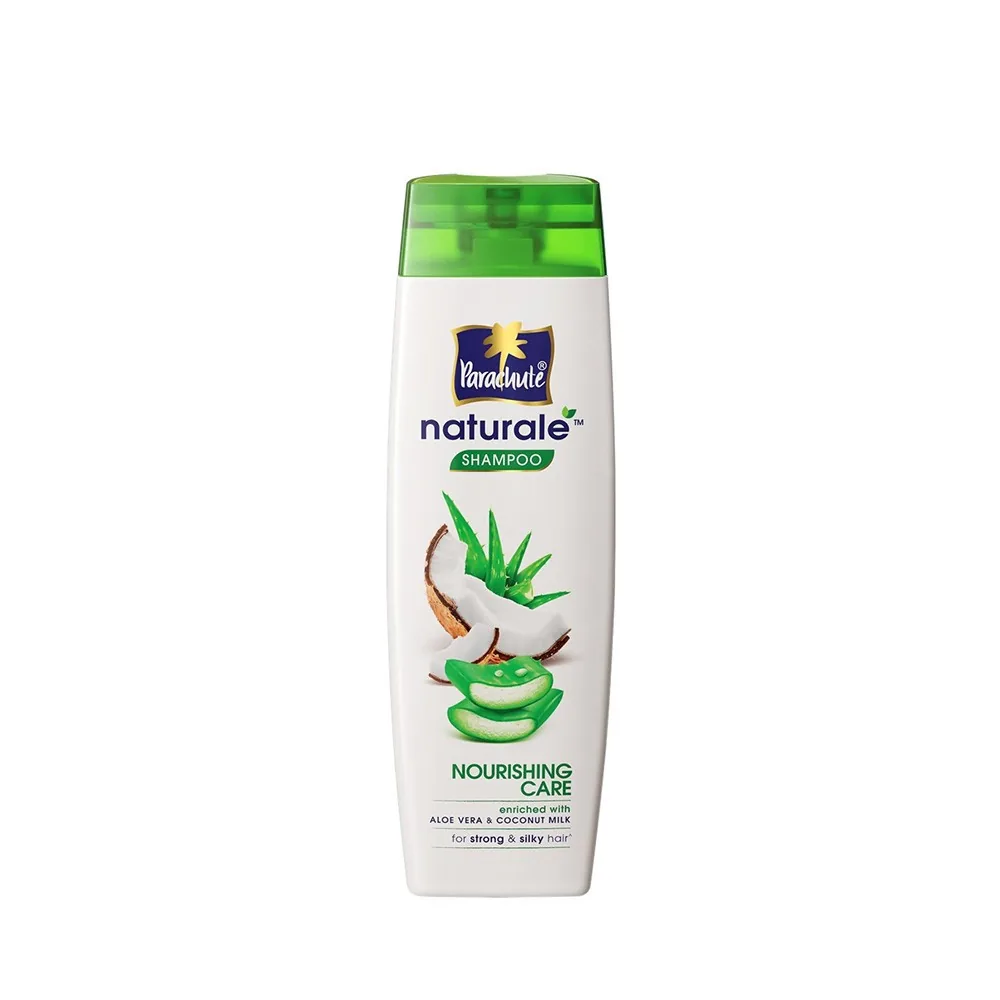 Parachute®
naturale™
SHAMPOO
NOURISHING
CARE
enriched with
ALOE VERA & COCONUT MILK
for strong & silky hair^